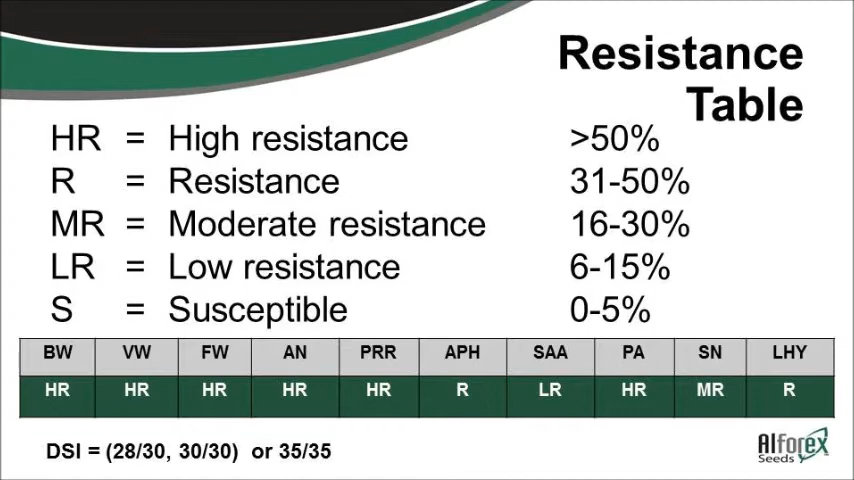 Resistance
Table
HR = High resistance >50%
R = Resistance 31-50%
MR = Moderate resistance 16-30%
LR = Low resistance 6-15%
S = Susceptible 0-5%
BW VW FW AN PRR APH SAA PA SN LHY
HR HR HR HR HR R LR HR MR R
DSI = (28/30, 30/30) or 35/35
Alforex
Seeds